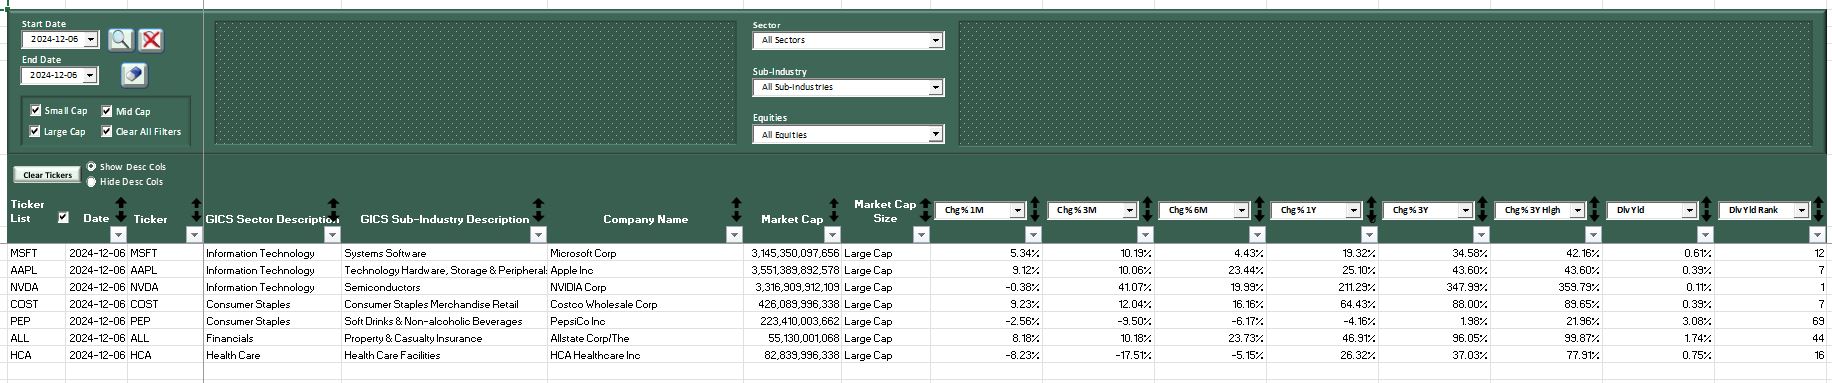 Start Date
2024-12-06
End Date
2024-12-06
Small Cap Mid Cap
Large Cap Clear All Filters
Sector
All Sectors
Sub-Industry
All Sub-Industries
Equities
All Equities
Clear Tickers
Show Desc Cols
Hide Desc Cols
Ticker List Date Ticker GICS Sector Description GICS Sub-Industry Description Company Name Market Cap Market Cap Size Chg% 1M Chg% 3M Chg% 6M Chg% 1Y Chg% 3Y Chg% 3Y High Div Yld Div Yld Rank
MSFT 2024-12-06 MSFT Information Technology Systems Software Microsoft Corp 3,145,350,097,656 Large Cap 5.34% 10.19% 4.43% 19.32% 34.58% 42.16% 0.61% 12
AAPL 2024-12-06 AAPL Information Technology Technology Hardware, Storage & Peripheral: Apple Inc 3,551,389,892,578 Large Cap 9.12% 10.06% 23.44% 25.10% 43.60% 43.60% 0.39% 7
NVDA 2024-12-06 NVDA Information Technology Semiconductors NVIDIA Corp 3,316,909,912,109 Large Cap -0.38% 41.07% 19.99% 211.29% 347.99% 359.79% 0.11% 1
COST 2024-12-06 COST Consumer Staples Consumer Staples Merchandise Retail Costco Wholesale Corp 426,089,996,338 Large Cap 9.23% 12.04% 16.16% 64.43% 88.00% 89.65% 0.39% 7
PEP 2024-12-06 PEP Consumer Staples Soft Drinks & Non-alcoholic Beverages PepsiCo Inc 223,410,003,662 Large Cap -2.56% -9.50% -6.17% -4.16% 1.98% 21.96% 3.08% 69
ALL 2024-12-06 ALL Financials Property & Casualty Insurance Allstate Corp/The 55,130,001,068 Large Cap 8.18% 10.18% 23.73% 46.91% 96.05% 99.87% 1.74% 44
HCA 2024-12-06 HCA Health Care Health Care Facilities HCA Healthcare Inc 82,839,996,338 Large Cap -8.23% -17.51% -5.15% 26.32% 37.03% 77.91% 0.75% 16